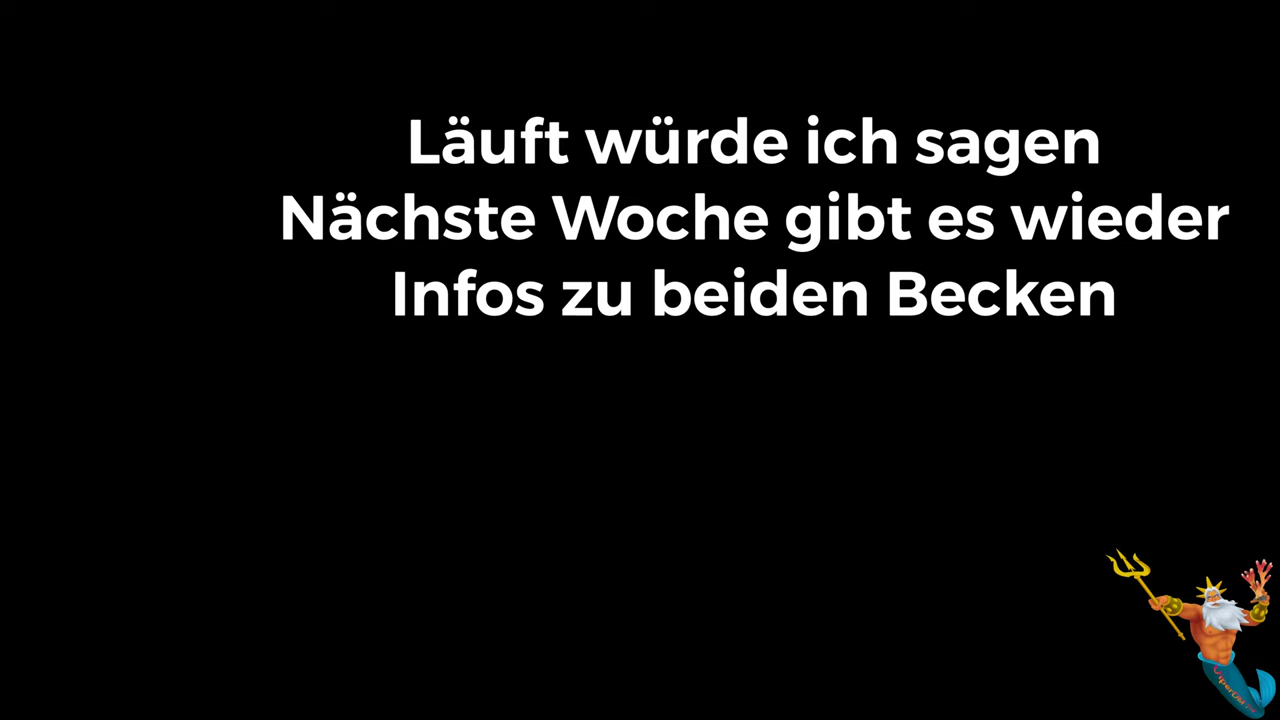 Läuft würde ich sagen
Nächste Woche gibt es wieder
Infos zu beiden Becken